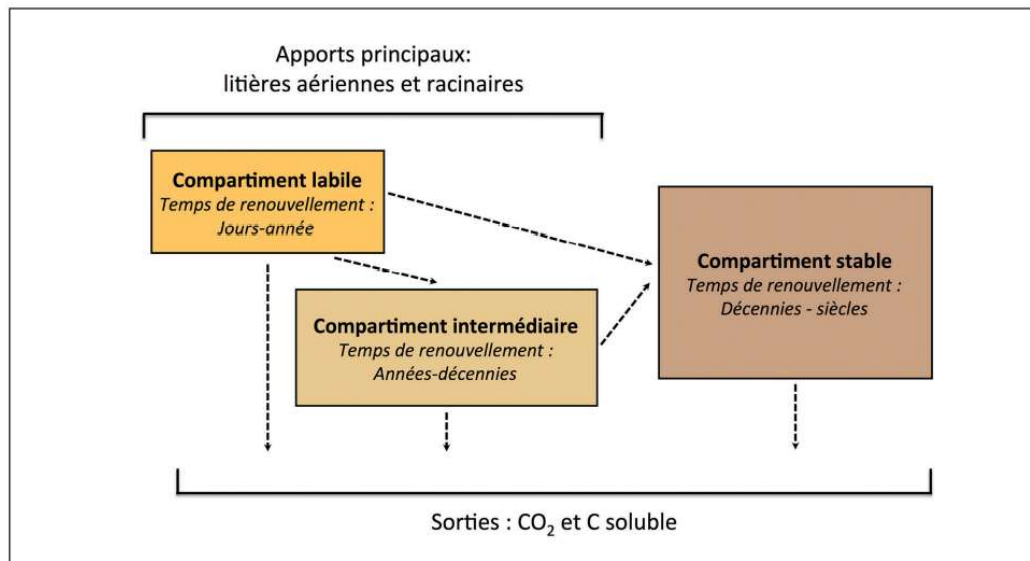 Apports principaux:
litières aériennes et racinaires
Compartiment labile
Temps de renouvellement :
Jours-année
Compartiment stable
Temps de renouvellement :
Décennies - siècles
Compartiment intermédiaire
Temps de renouvellement :
Années-décennies
Sorties : CO₂ et C soluble